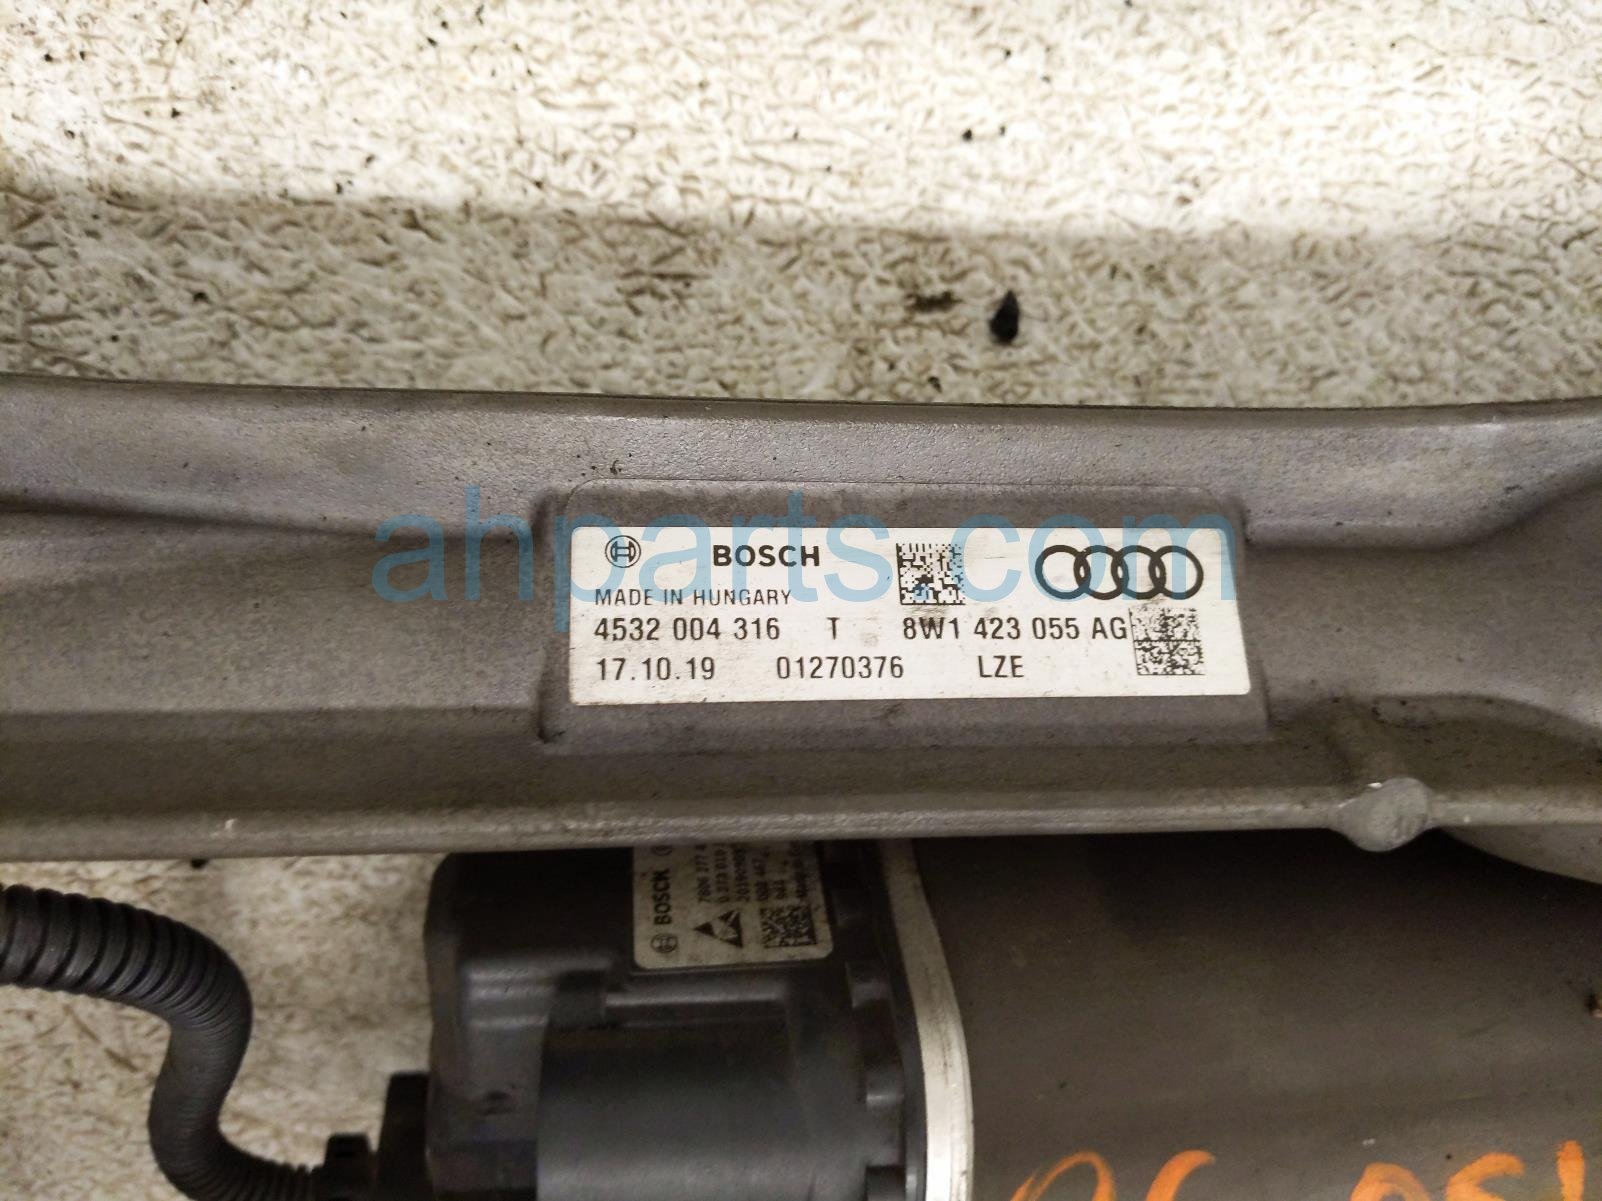 BOSCH
MADE IN HUNGARY
4532 004 316 T 8W1 423 055 AG
17.10.19 01270376 LZE
ahparts.com
BOSCH